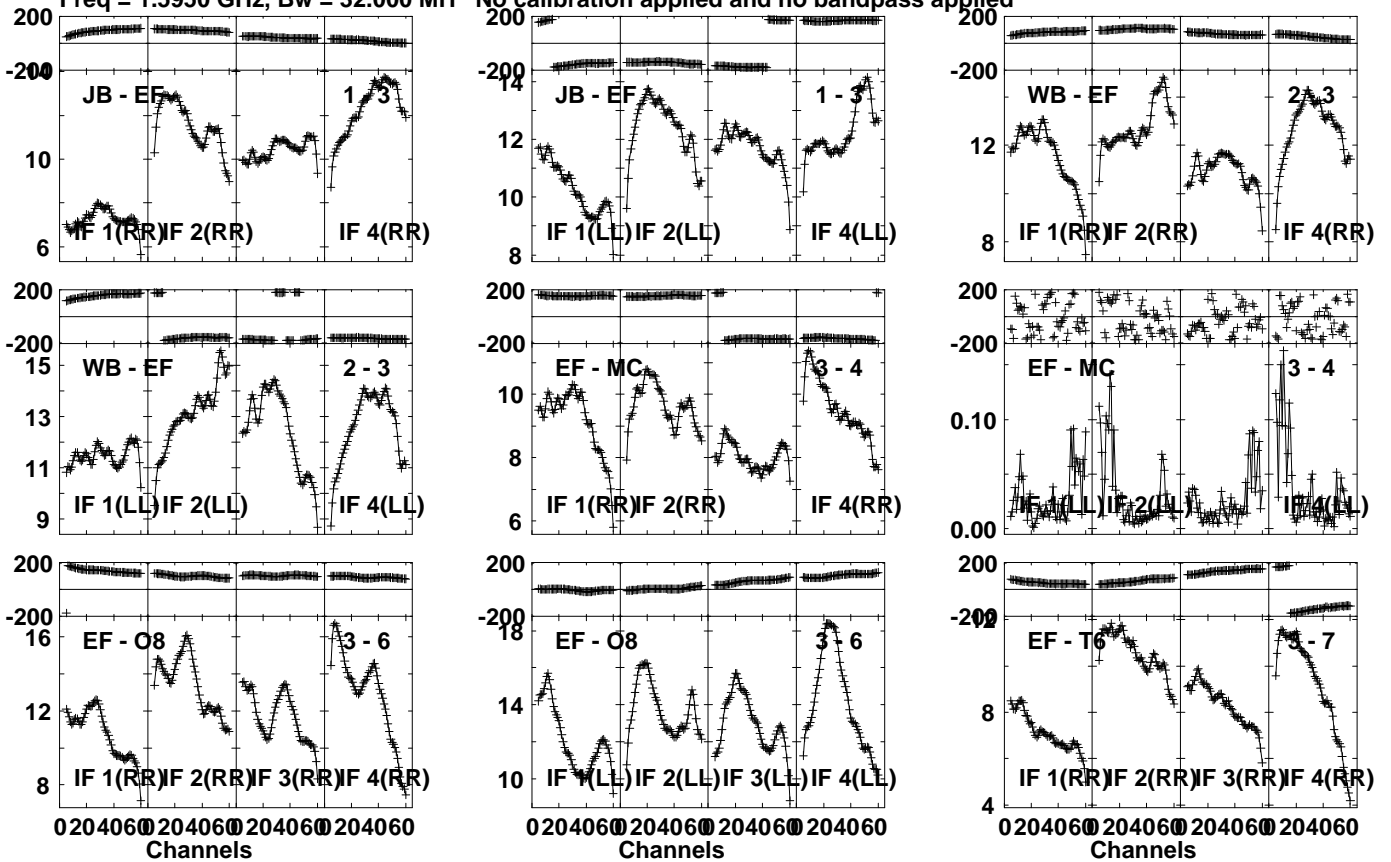 Freq = 1.5950 GHz, Bw = 32.000 MH No calibration applied and no bandpass applied
200 200 200
-200 14 -200 14 -200
JB - EF 1 - 3 JB - EF 1 - 3 WB - EF 2 - 3
12 12
10 10
IF 1(RR) IF 2(RR) IF 4(RR) IF 1(LL) IF 2(LL) IF 4(LL) IF 1(RR) IF 2(RR) IF 4(RR)
6 8 8
200 200 200
-200 -200 -200
15
WB - EF 2 - 3 EF - MC 3 - 4 EF - MC 3 - 4
13 10 0.10
11 8
IF 1(LL) IF 2(LL) IF 4(LL) IF 1(RR) IF 2(RR) IF 4(RR) IF 1(LL) IF 2(LL) IF 4(LL)
9 6 0.00
200 200 200
-200 -200 -200 12
16 18
EF - O8 3 - 6 EF - O8 3 - 6 EF - T6 3 - 7
12 14 8
IF 1(RR) IF 2(RR) IF 3(RR) IF 4(RR) IF 1(LL) IF 2(LL) IF 3(LL) IF 4(LL) IF 1(RR) IF 2(RR) IF 3(RR) IF 4(RR)
8 10 4
0 20 40 60 0 20 40 60 0 20 40 60 0 20 40 60 0 20 40 60 0 20 40 60 0 20 40 60 0 20 40 60 0 20 40 60 0 20 40 60 0 20 40 60 0 20 40 60
Channels Channels Channels